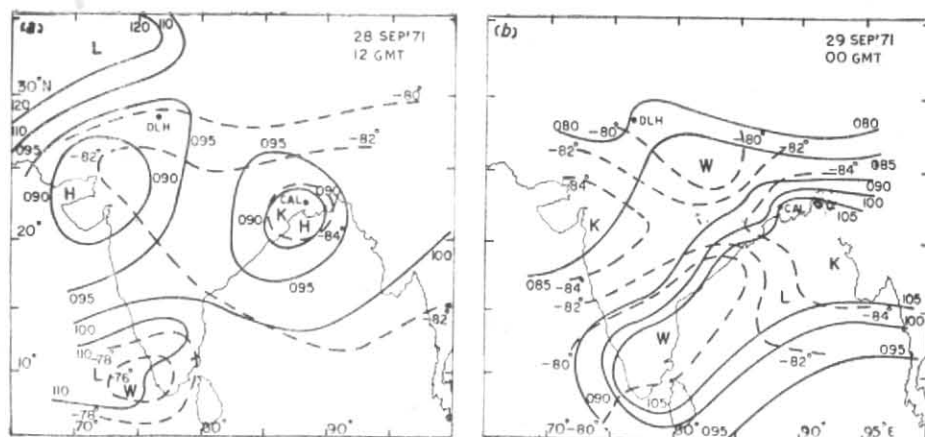 (a)
110
120
L
28 SEP'71
12 GMT
30°N
120
110
095
-80°
DLH
095
-82°
-82°
095
090
H
090
090
CAL
K
H
090
-84°
20°
095
095
100
100
110
-78
10°
L
-76°
W
110
-78°
-82°
70°
80°
90°
(b)
29 SEP'71
00 GMT
080
-80°
DLH
-80°
080
-82°
W
82°
-84°
085
-84°
090
K
CAL
105
100
K
085
-84°
-82°
L
105
-84°
100
W
-80°
-82°
095
090
105
70°
-80°
80°
095
90°
95°E